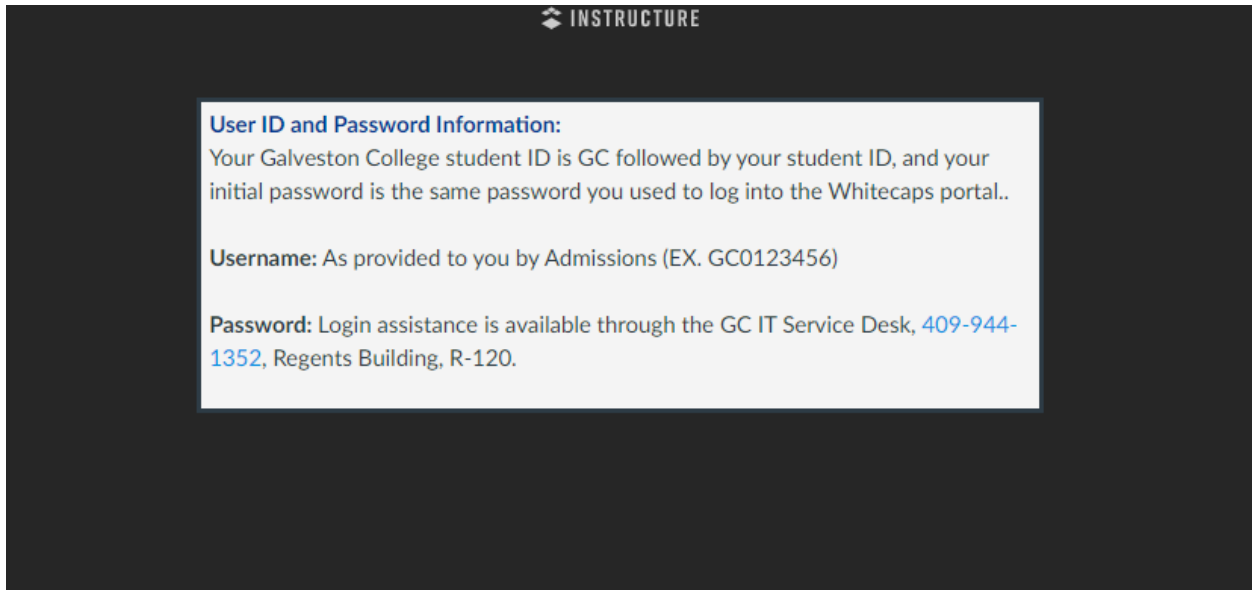 INSTRUCTURE
User ID and Password Information:
Your Galveston College student ID is GC followed by your student ID, and your
initial password is the same password you used to log into the Whitecaps portal..
Username: As provided to you by Admissions (EX. GC0123456)
Password: Login assistance is available through the GC IT Service Desk, 409-944-
1352, Regents Building, R-120.